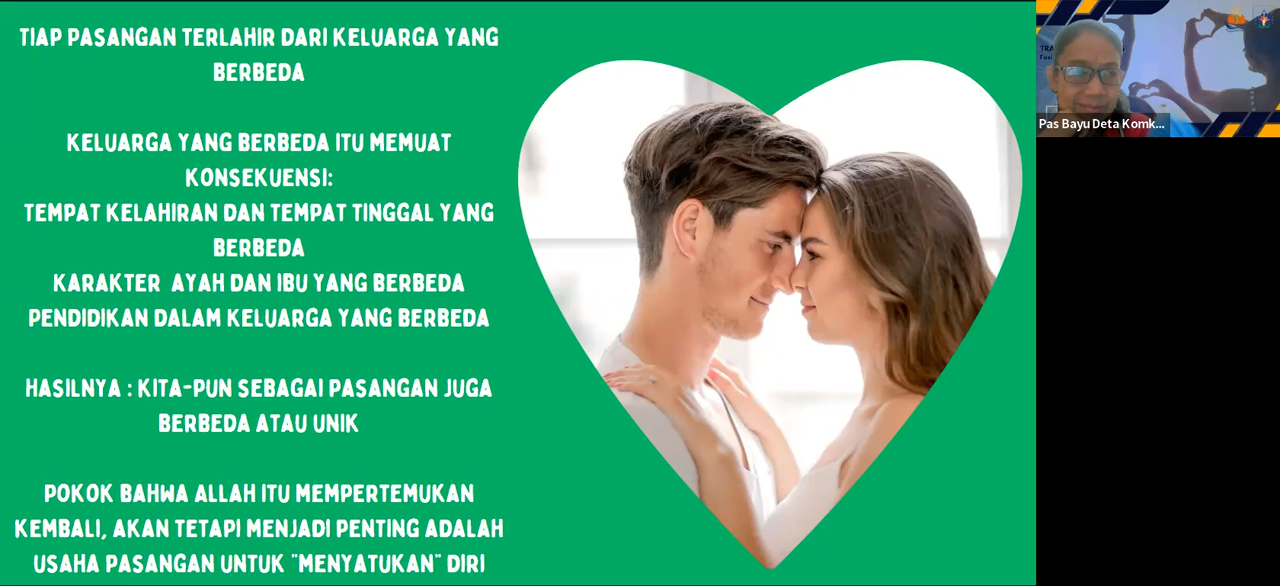 TIAP PASANGAN TERLAHIR DARI KELUARGA YANG
BERBEDA
KELUARGA YANG BERBEDA ITU MEMUAT
KONSEKUENSI:
TEMPAT KELAHIRAN DAN TEMPAT TINGGAL YANG
BERBEDA
KARAKTER AYAH DAN IBU YANG BERBEDA
PENDIDIKAN DALAM KELUARGA YANG BERBEDA
HASILNYA : KITA-PUN SEBAGAI PASANGAN JUGA
BERBEDA ATAU UNIK
POKOK BAHWA ALLAH ITU MEMPERTEMUKAN
KEMBALI, AKAN TETAPI MENJADI PENTING ADALAH
USAHA PASANGAN UNTUK "MENYATUKAN" DIRI
Pas Bayu Deta Komk...